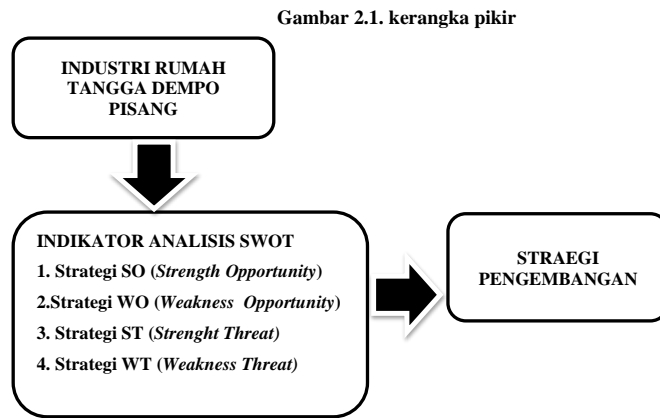 Gambar 2.1. kerangka pikir
INDUSTRI RUMAH
TANGGA DEMPO
PISANG
INDIKATOR ANALISIS SWOT
1. Strategi SO (Strength Opportunity)
2.Strategi WO (Weakness Opportunity)
3. Strategi ST (Strenght Threat)
4. Strategi WT (Weakness Threat)
STRAEGI
PENGEMBANGAN